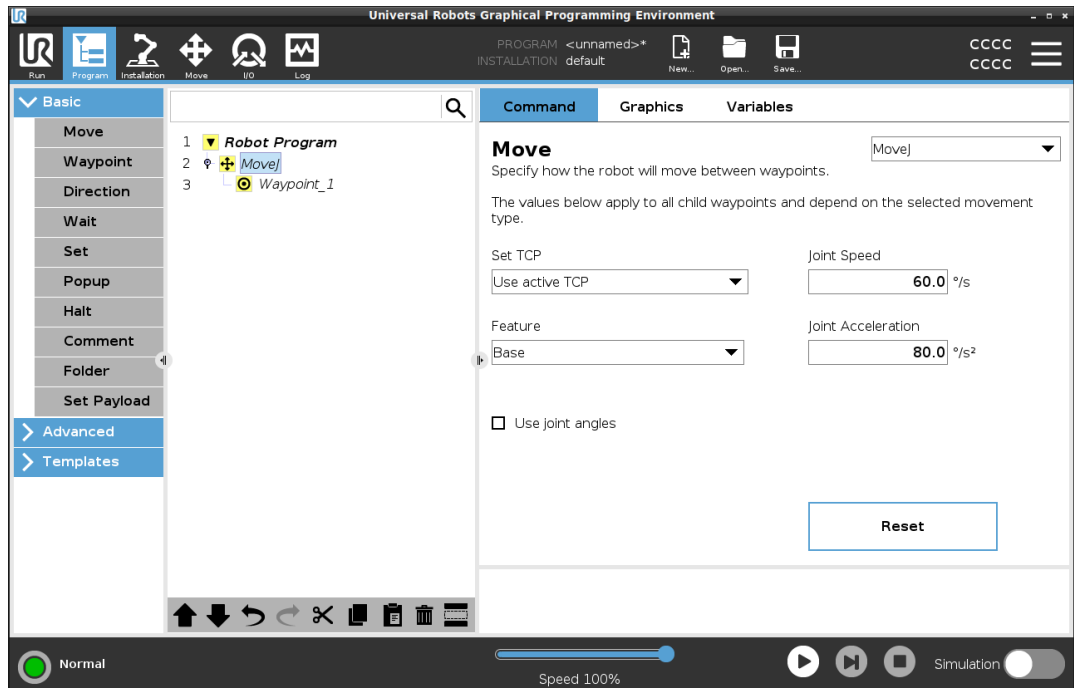 UR
Universal Robots Graphical Programming Environment
UR
Run
Program
Installation
Move
I/O
Log
PROGRAM <unnamed>*
INSTALLATION default
New...
Open...
Save...
CCCC
CCCC
Basic
Move
Waypoint
Direction
Wait
Set
Popup
Halt
Comment
Folder
Set Payload
Advanced
Templates
1 Robot Program
2 MoveJ
3 Waypoint_1
Command Graphics Variables
Move
MoveJ
Specify how the robot will move between waypoints.
The values below apply to all child waypoints and depend on the selected movement
type.
Set TCP
Use active TCP
Joint Speed
60.0 °/s
Feature
Base
Joint Acceleration
80.0 °/s²
Use joint angles
Reset
Normal
Speed 100%
Simulation